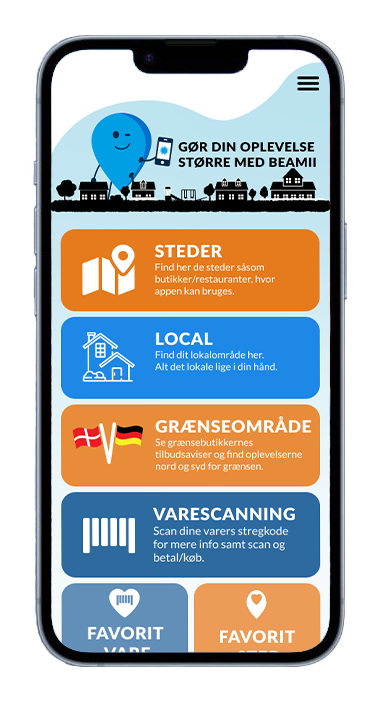 GØR DIN OPLEVELSE
STØRRE MED BEAMII
STEDER
Find her de steder såsom
butikker/restauranter, hvor
appen kan bruges.
LOCAL
Find dit lokalområde her.
Alt det lokale lige i din hånd.
GRÆNSEOMRÅDE
Se grænsebutikkernes
tilbudsaviser og find oplevelserne
nord og syd for grænsen.
VARESCANNING
Scan dine varers stregkode
for mere info samt scan og
betal/køb.
FAVORIT
VARE
FAVORIT